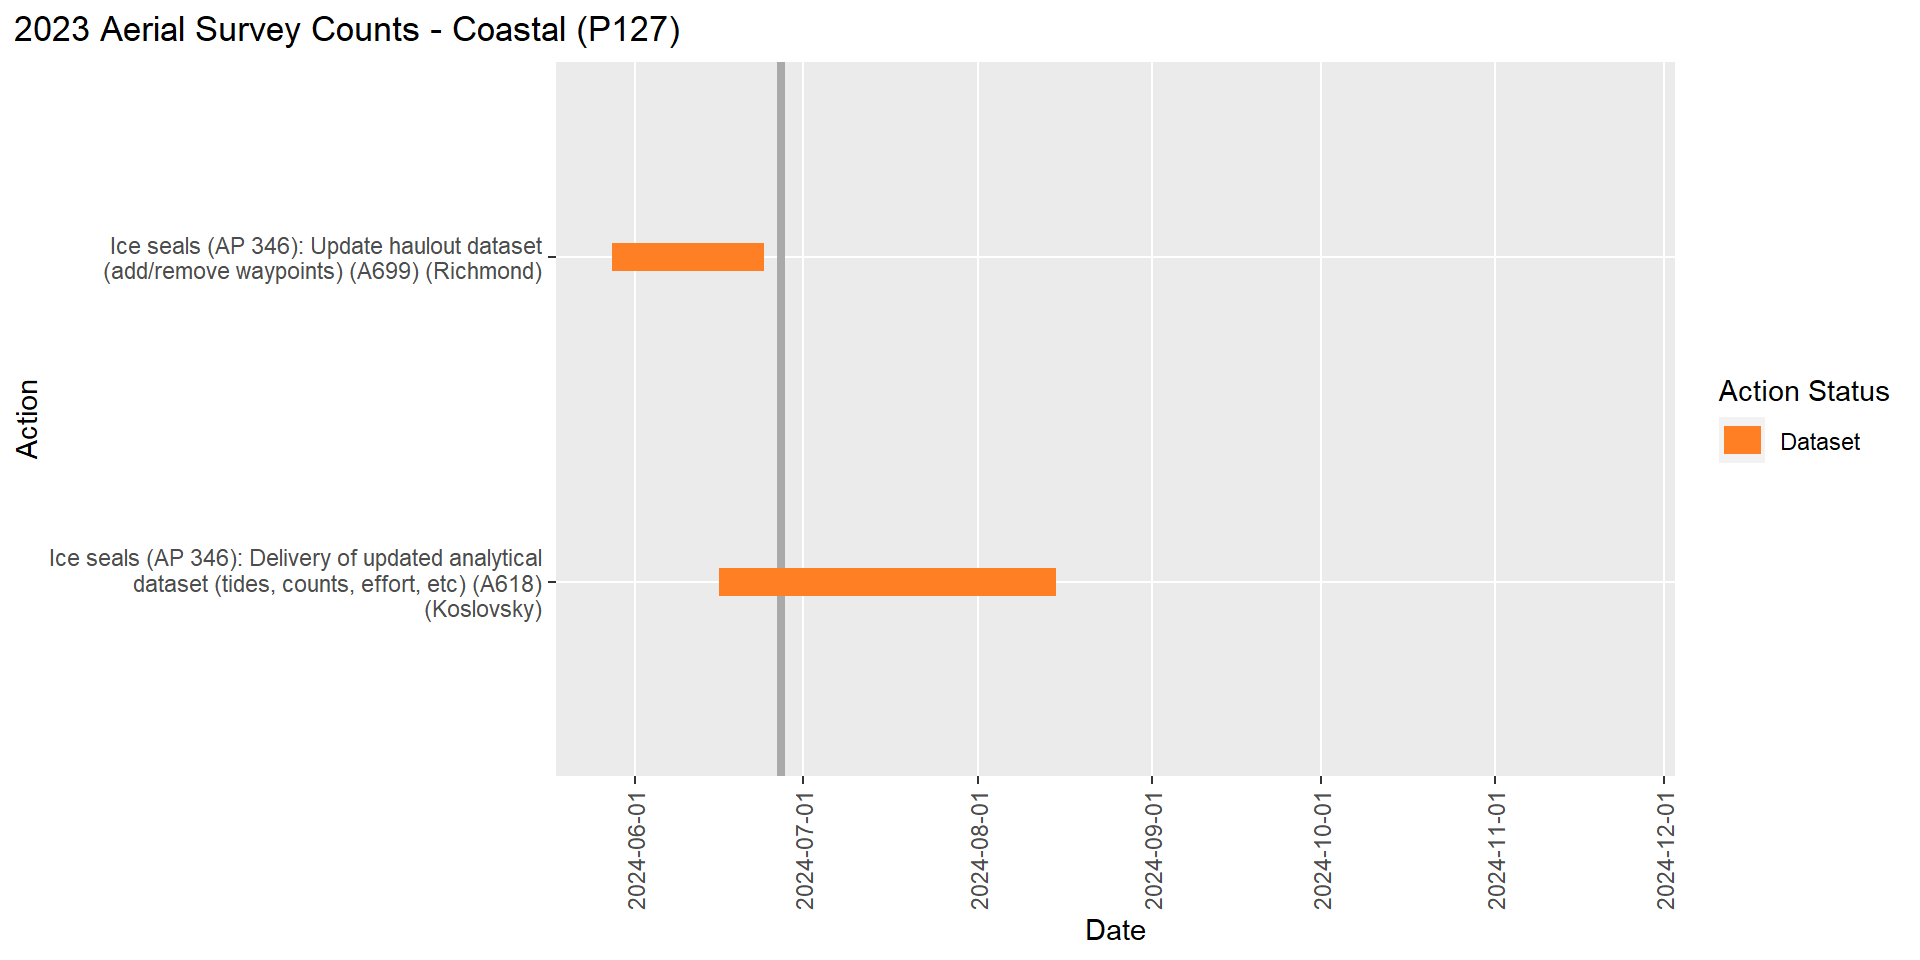 2023 Aerial Survey Counts - Coastal (P127)
Ice seals (AP 346): Update haulout dataset
(add/remove waypoints) (A699) (Richmond)
Action
Ice seals (AP 346): Delivery of updated analytical
dataset (tides, counts, effort, etc) (A618)
(Koslovsky)
2024-06-01
2024-07-01
2024-08-01
2024-09-01
2024-10-01
2024-11-01
2024-12-01
Date
Action Status
Dataset